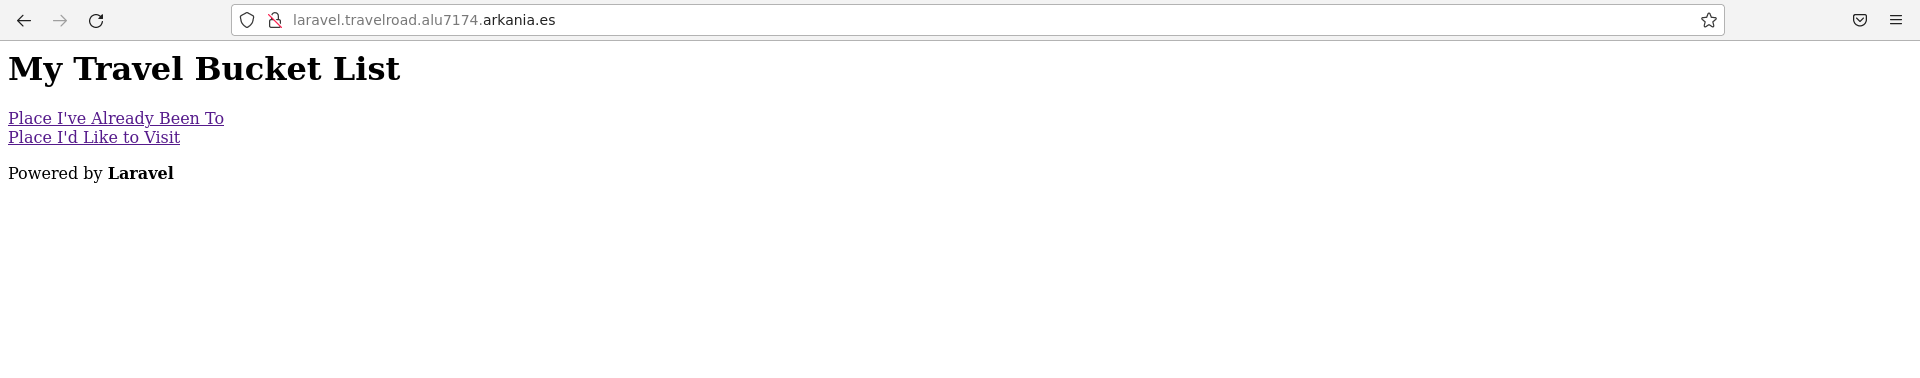 laravel.travelroad.alu7174.arkania.es
My Travel Bucket List
Place I've Already Been To
Place I'd Like to Visit
Powered by Laravel